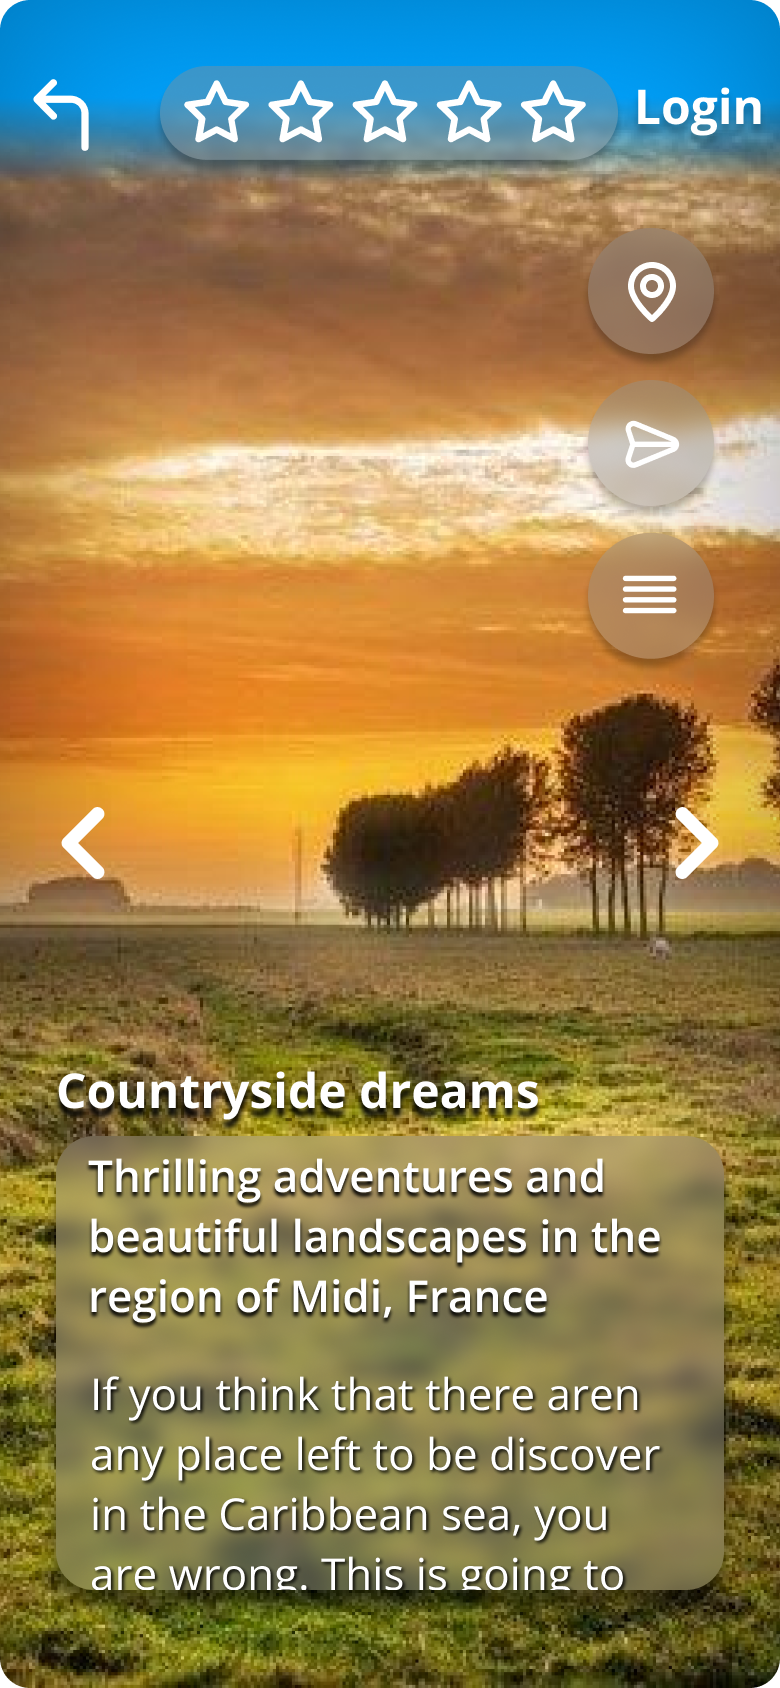 Login
Countryside dreams
Thrilling adventures and
beautiful landscapes in the
region of Midi, France
If you think that there aren
any place left to be discover
in the Caribbean sea, you
are wrong. This is going to